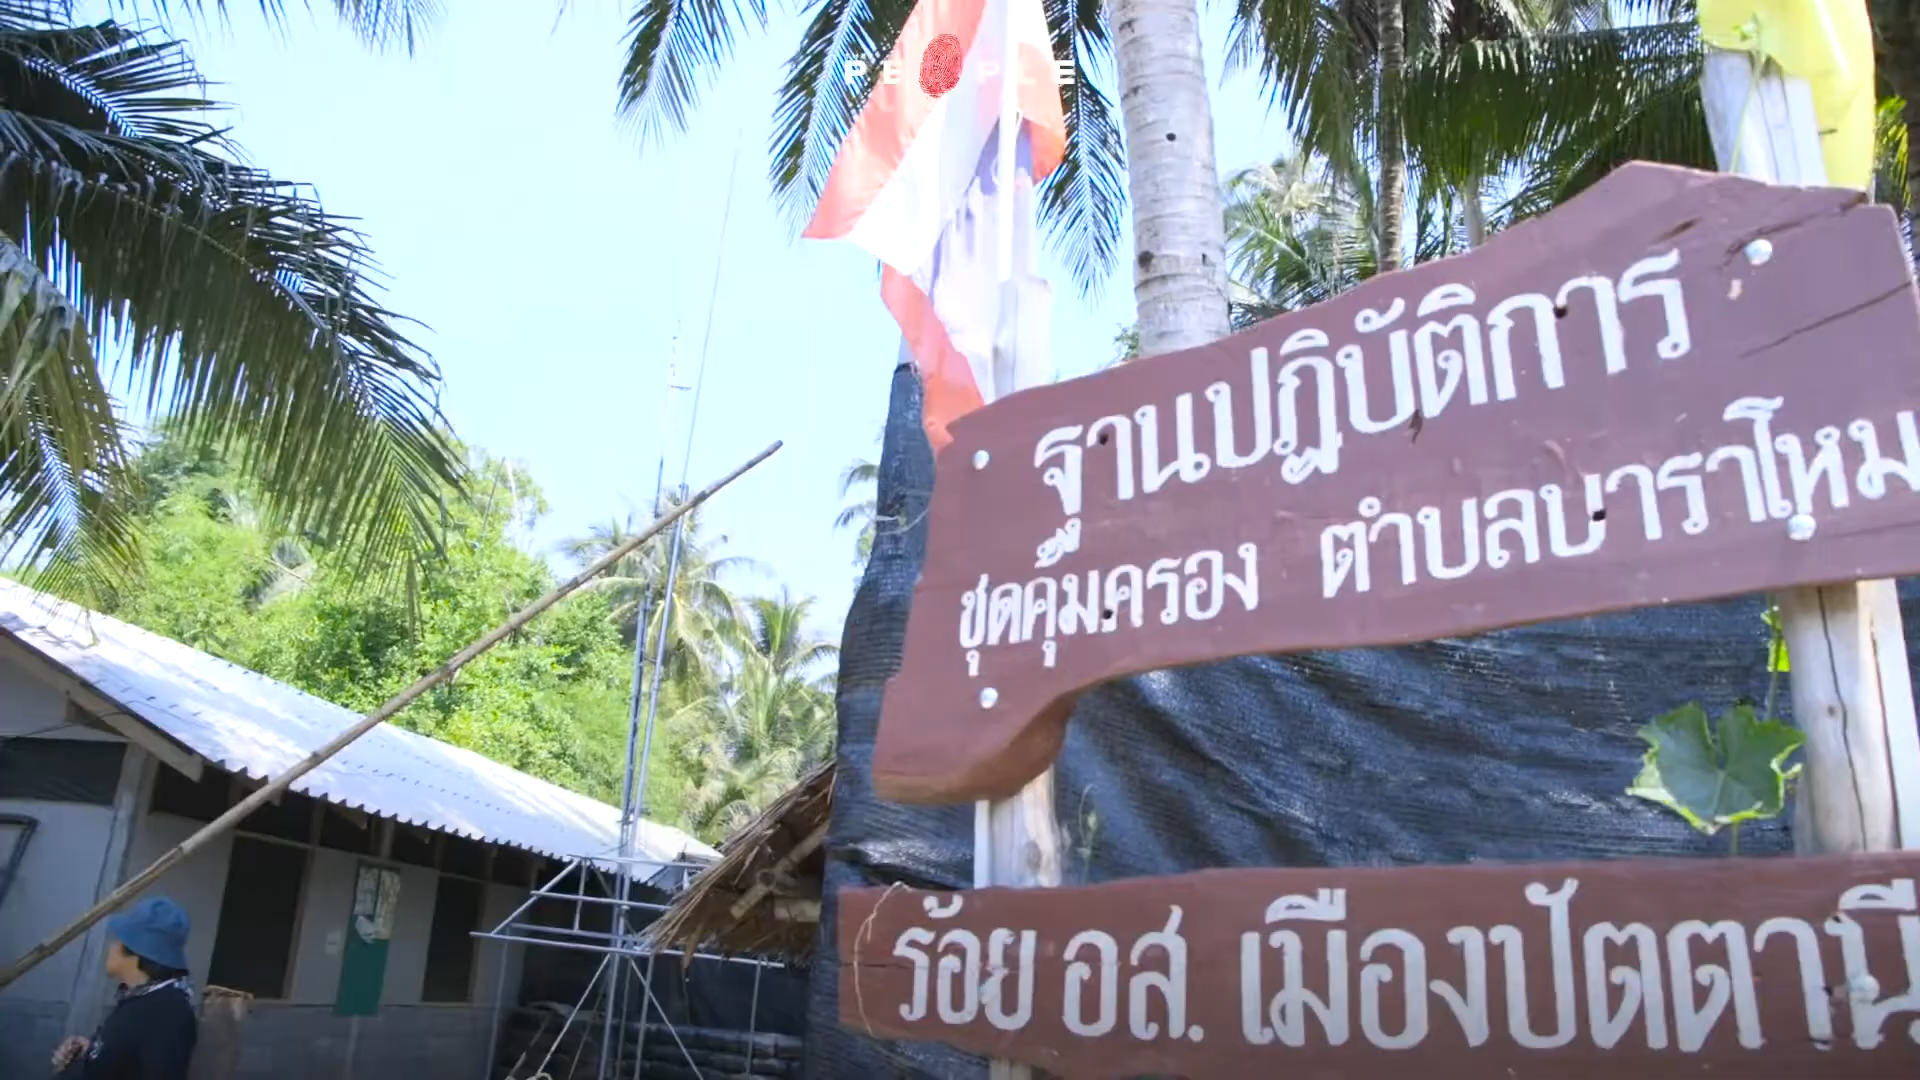 PEOPLE
ฐานปฏิบัติการ
ชุดคุ้มครอง ตำบลบาราโหม
ร้อย อส. เมืองปัตตานี